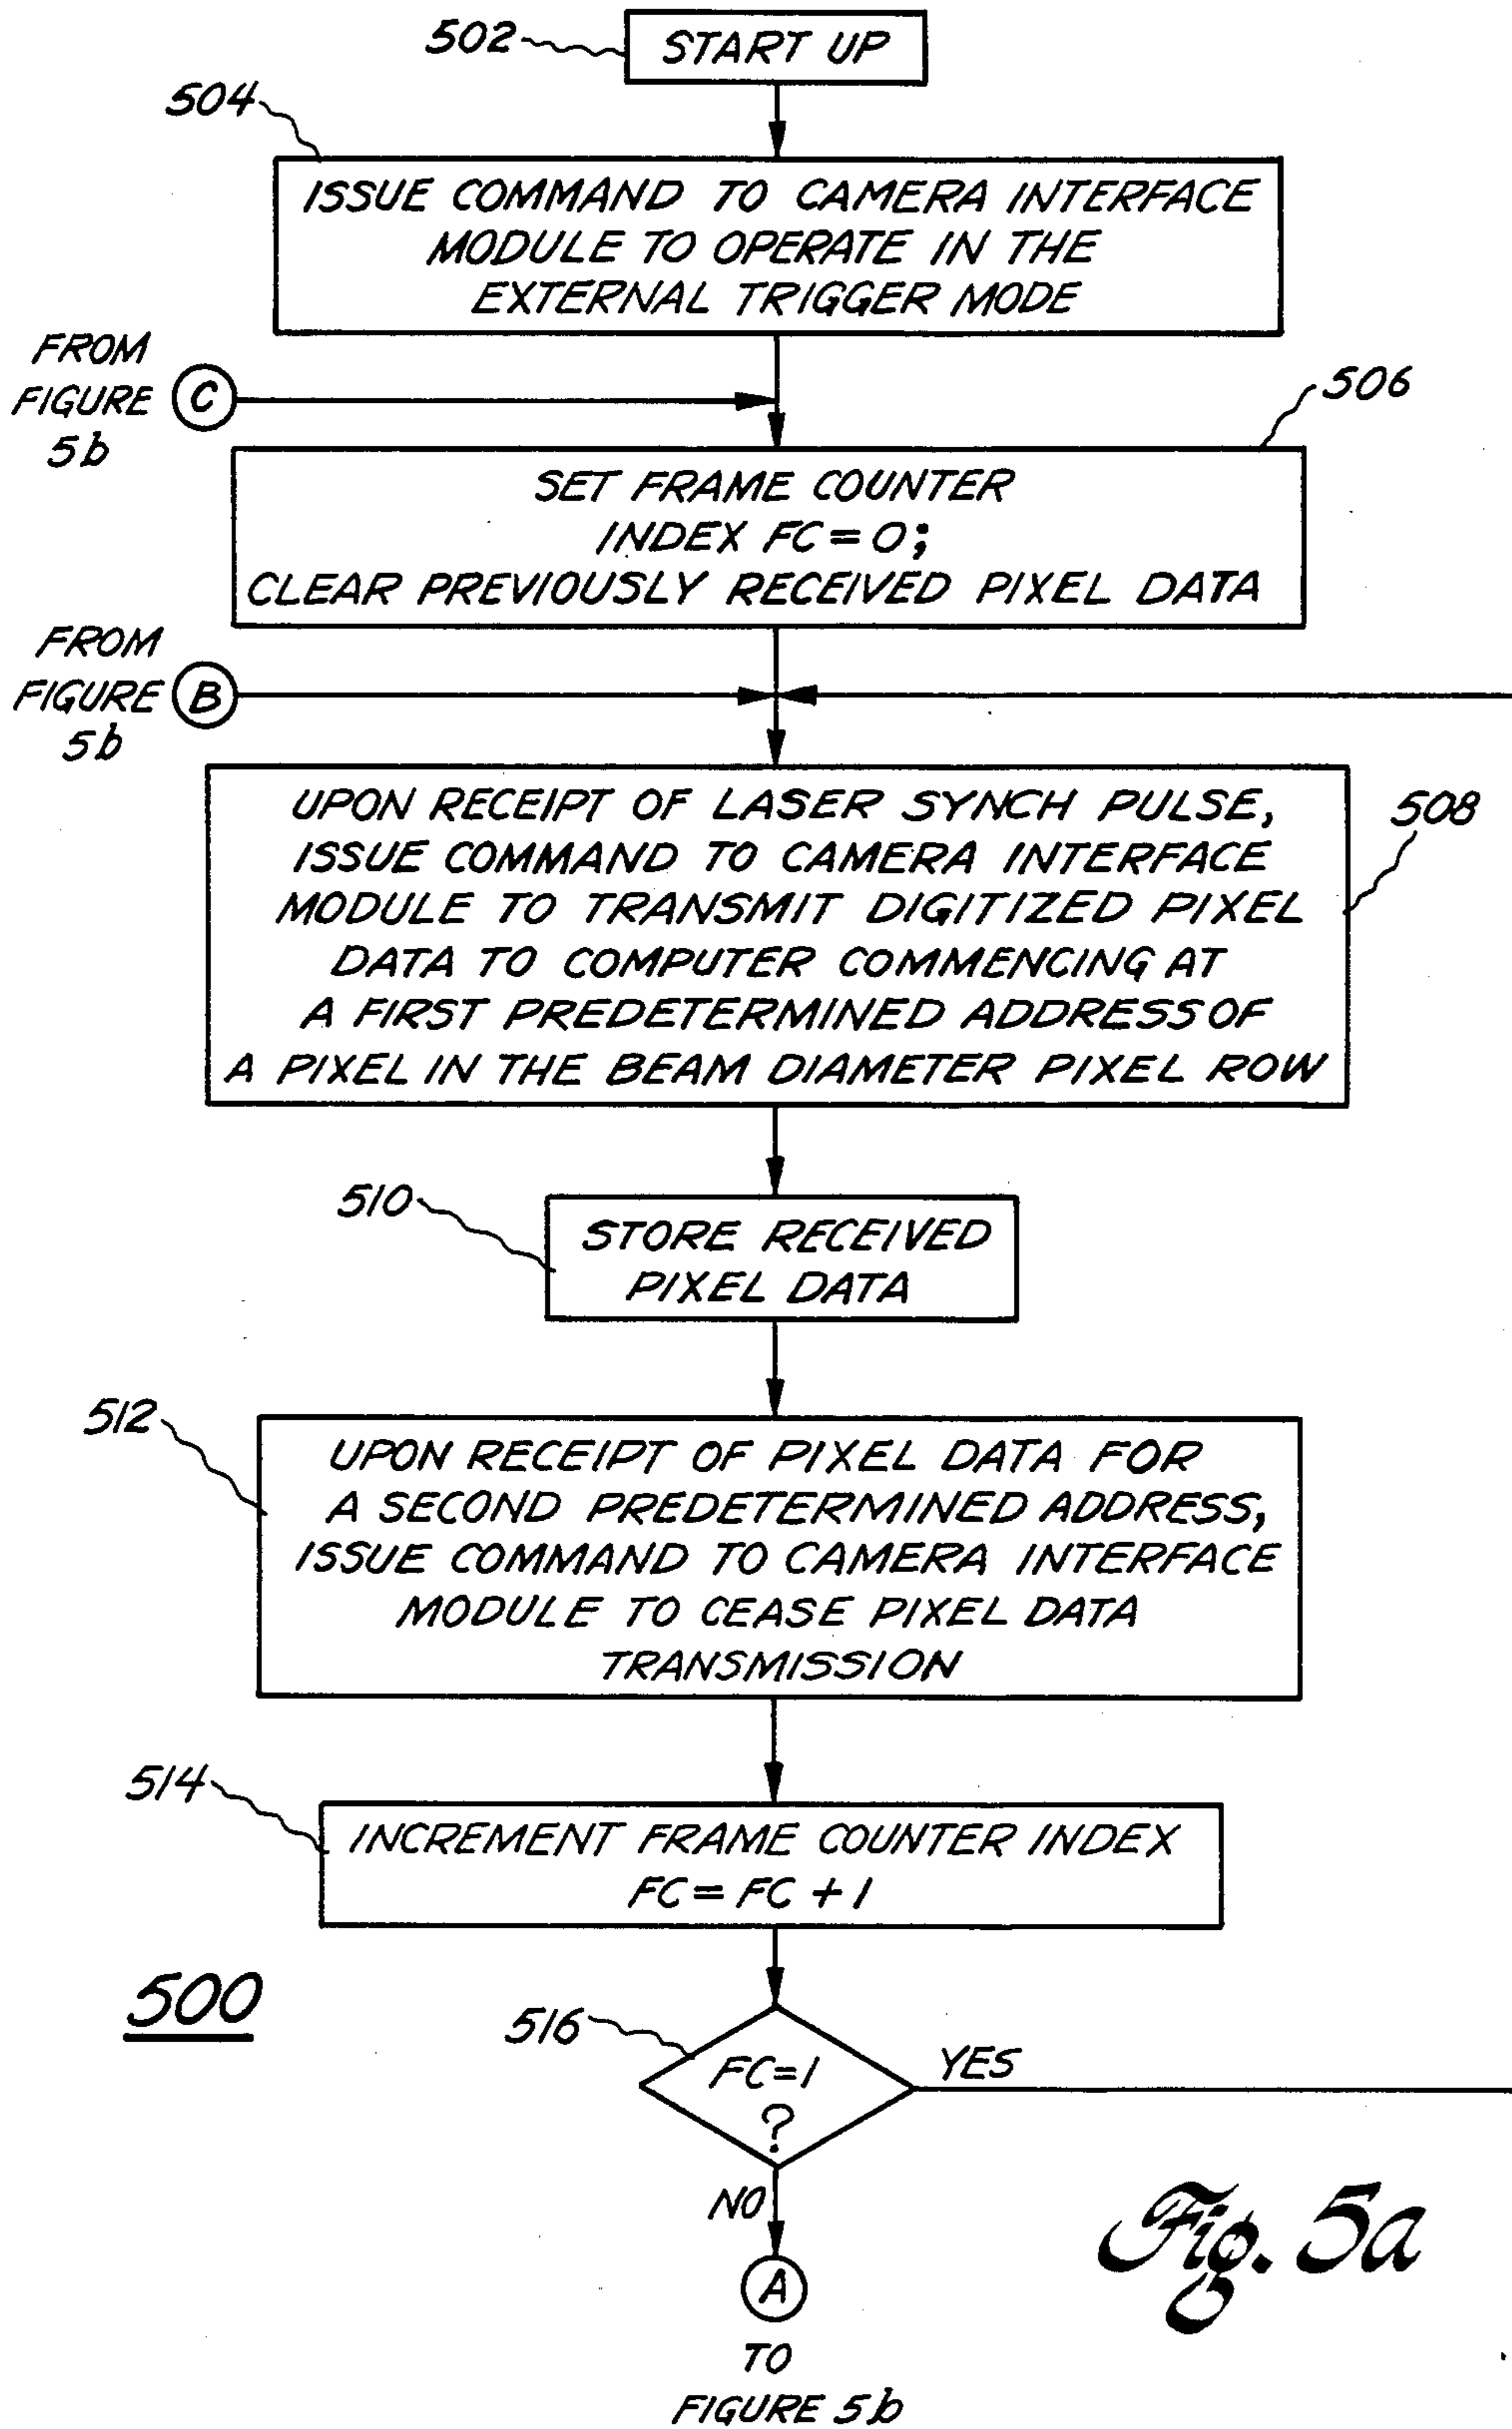 502
START UP
504
ISSUE COMMAND TO CAMERA INTERFACE
MODULE TO OPERATE IN THE
EXTERNAL TRIGGER MODE
FROM
FIGURE
5b
C
506
SET FRAME COUNTER
INDEX FC = 0;
CLEAR PREVIOUSLY RECEIVED PIXEL DATA
FROM
FIGURE
5b
B
UPON RECEIPT OF LASER SYNCH PULSE,
ISSUE COMMAND TO CAMERA INTERFACE
MODULE TO TRANSMIT DIGITIZED PIXEL
DATA TO COMPUTER COMMENCING AT
A FIRST PREDETERMINED ADDRESS OF
A PIXEL IN THE BEAM DIAMETER PIXEL ROW
508
510
STORE RECEIVED
PIXEL DATA
512
UPON RECEIPT OF PIXEL DATA FOR
A SECOND PREDETERMINED ADDRESS,
ISSUE COMMAND TO CAMERA INTERFACE
MODULE TO CEASE PIXEL DATA
TRANSMISSION
514
INCREMENT FRAME COUNTER INDEX
FC = FC + 1
500
516
FC=1
?
YES
NO
A
TO
FIGURE 5b
Fig. 5a